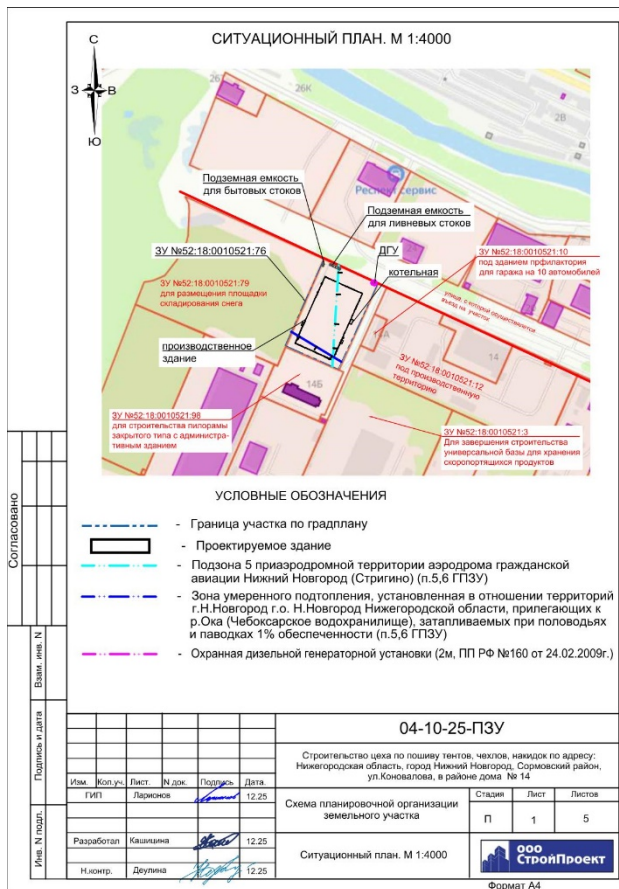 СИТУАЦИОННЫЙ ПЛАН. М 1:4000
С
З
В
Ю
26К
2В
Респект сервис
Подземная емкость
для бытовых стоков
Подземная емкость
для ливневых стоков
ЗУ №52:18:0010521:76
ДГУ
котельная
ЗУ №52:18:0010521:10
под зданием прфилактория
для гаража на 10 автомобилей
ЗУ №52:18:0010521:79
для размещения площадки
складирования снега
улица с которой осуществляется
въезд на участок
производственное
здание
14
14Б
ЗУ №52:18:0010521:12
под производственную
территорию
ЗУ №52:18:0010521:98
для строительства пилорамы
закрытого типа с администра-
тивным зданием
ЗУ №52:18:0010521:3
Для завершения строительства
универсальной базы для хранения
скоропортящихся продуктов
УСЛОВНЫЕ ОБОЗНАЧЕНИЯ
- Граница участка по градплану
- Проектируемое здание
- Подзона 5 приаэродромной территории аэродрома гражданской
авиации Нижний Новгород (Стригино) (п.5,6 ГПЗУ)
- Зона умеренного подтопления, установленная в отношении территорий
г.Н.Новгород г.о. Н.Новгород Нижегородской области, прилегающих к
р.Ока (Чебоксарское водохранилище), затапливаемых при половодьях
и паводках 1% обеспеченности (п.5,6 ГПЗУ)
- Охранная дизельной генераторной установки (2м, ПП РФ №160 от 24.02.2009г.)
Согласовано
Взам. инв. N
Подпись и дата
Инв. N подл.
04-10-25-ПЗУ
Строительство цеха по пошиву тентов, чехлов, накидок по адресу:
Нижегородская область, город Нижний Новгород, Сормовский район,
ул.Коновалова, в районе дома № 14
Изм. Кол.уч. Лист. N док. Подпись Дата.
ГИП Ларионов 12.25
Схема планировочной организации
земельного участка
Стадия Лист Листов
П 1 5
Разработал Кашицина 12.25
Ситуационный план. М 1:4000
ООО
СтройПроект
Н.контр. Деулина 12.25
Формат А4